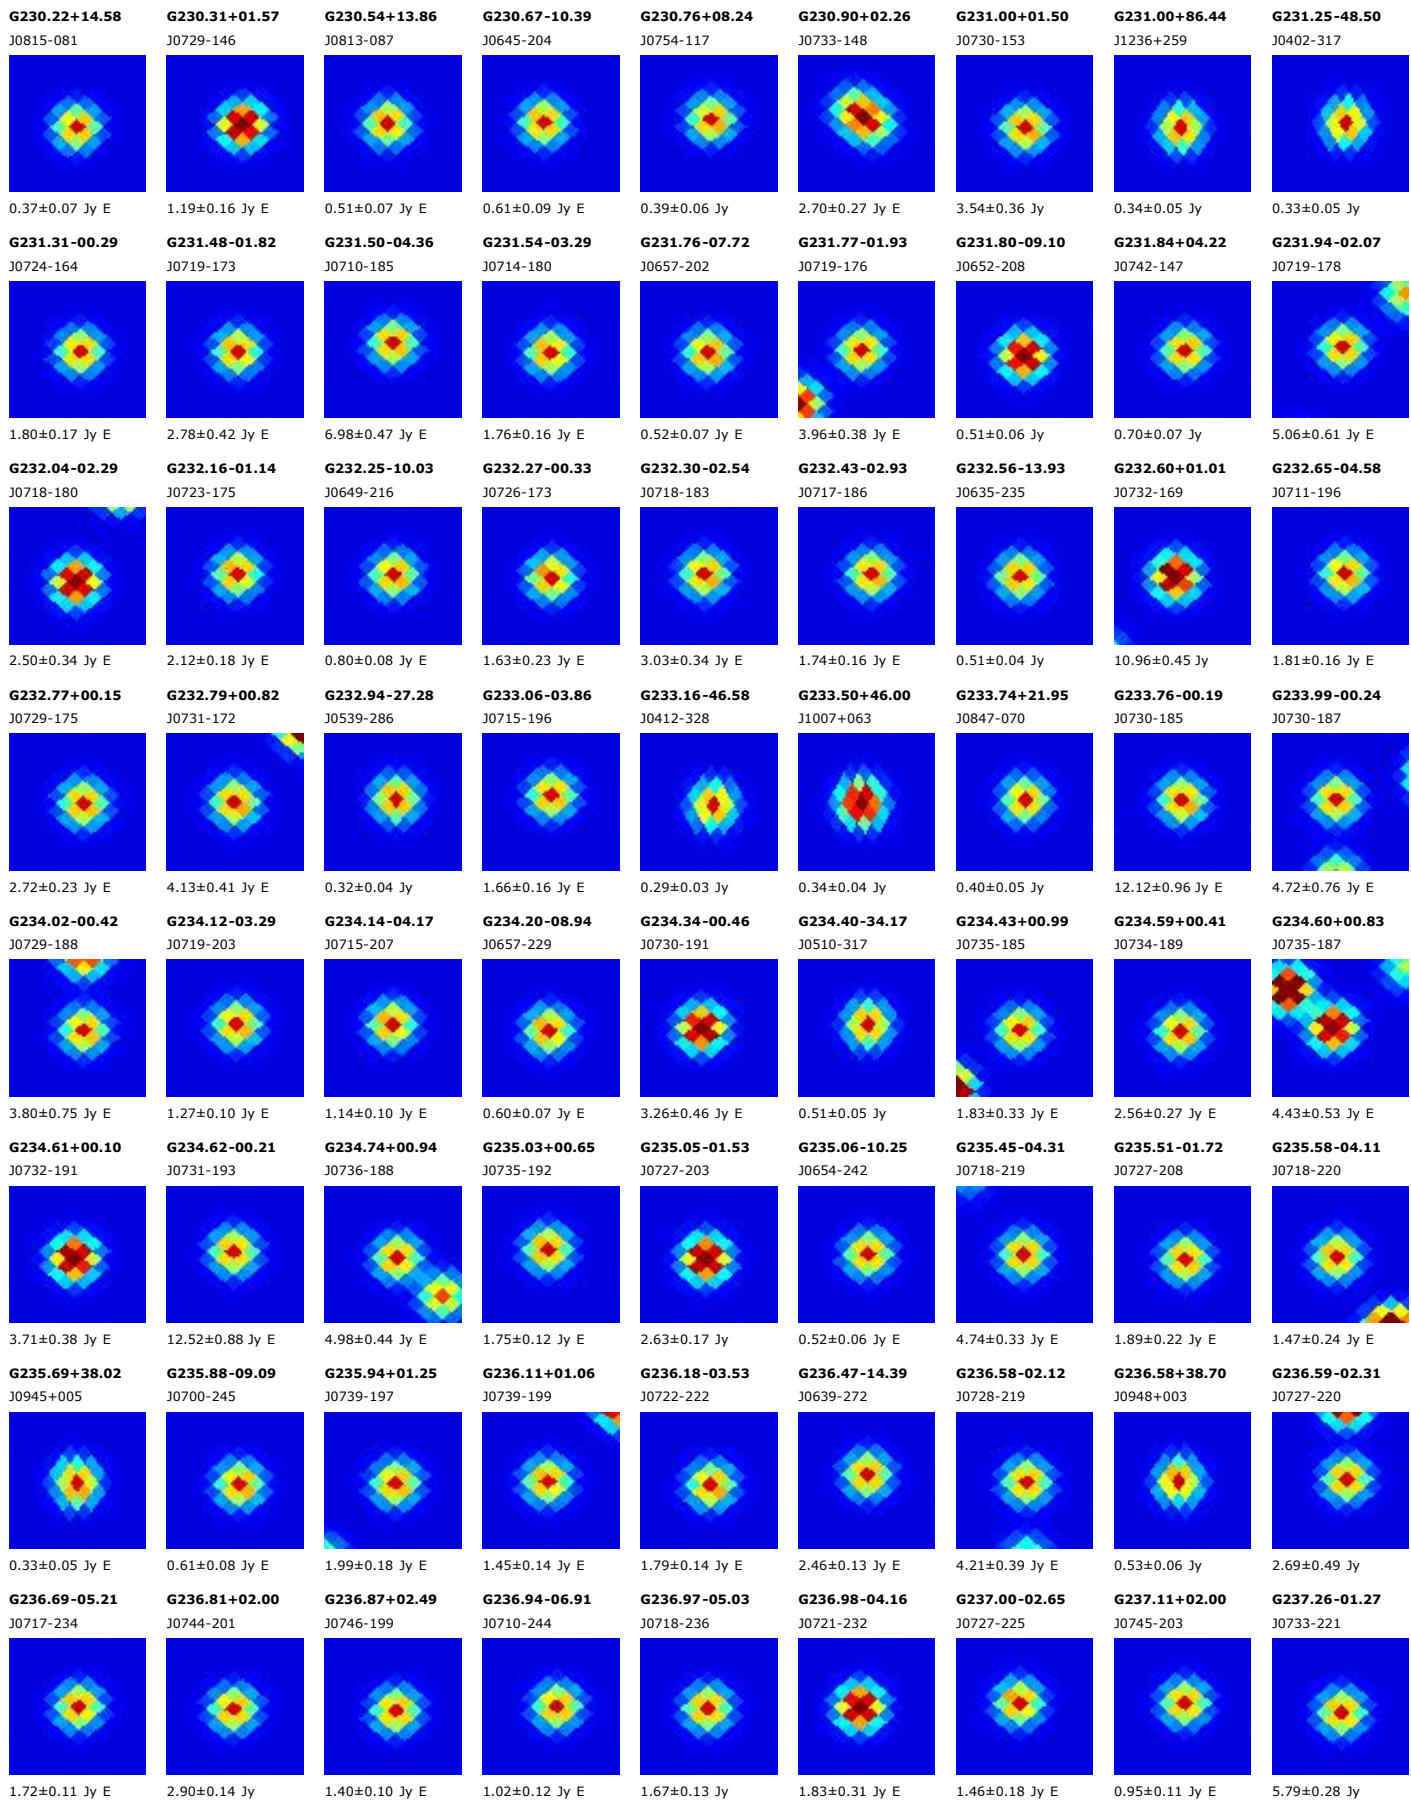 G230.22+14.58 G230.31+01.57 G230.54+13.86 G230.67-10.39 G230.76+08.24 G230.90+02.26 G231.00+01.50 G231.00+86.44 G231.25-48.50
J0815-081 J0729-146 J0813-087 J0645-204 J0754-117 J0733-148 J0730-153 J1236+259 J0402-317
0.37±0.07 Jy E 1.19±0.16 Jy E 0.51±0.07 Jy E 0.61±0.09 Jy E 0.39±0.06 Jy 2.70±0.27 Jy E 3.54±0.36 Jy 0.34±0.05 Jy 0.33±0.05 Jy
G231.31-00.29 G231.48-01.82 G231.50-04.36 G231.54-03.29 G231.76-07.72 G231.77-01.93 G231.80-09.10 G231.84+04.22 G231.94-02.07
J0724-164 J0719-173 J0710-185 J0714-180 J0657-202 J0719-176 J0652-208 J0742-147 J0719-178
1.80±0.17 Jy E 2.78±0.42 Jy E 6.98±0.47 Jy E 1.76±0.16 Jy E 0.52±0.07 Jy E 3.96±0.38 Jy E 0.51±0.06 Jy 0.70±0.07 Jy 5.06±0.61 Jy E
G232.04-02.29 G232.16-01.14 G232.25-10.03 G232.27-00.33 G232.30-02.54 G232.43-02.93 G232.56-13.93 G232.60+01.01 G232.65-04.58
J0718-180 J0723-175 J0649-216 J0726-173 J0718-183 J0717-186 J0635-235 J0732-169 J0711-196
2.50±0.34 Jy E 2.12±0.18 Jy E 0.80±0.08 Jy E 1.63±0.23 Jy E 3.03±0.34 Jy E 1.74±0.16 Jy E 0.51±0.04 Jy 10.96±0.45 Jy 1.81±0.16 Jy E
G232.77+00.15 G232.79+00.82 G232.94-27.28 G233.06-03.86 G233.16-46.58 G233.50+46.00 G233.74+21.95 G233.76-00.19 G233.99-00.24
J0729-175 J0731-172 J0539-286 J0715-196 J0412-328 J1007+063 J0847-070 J0730-185 J0730-187
2.72±0.23 Jy E 4.13±0.41 Jy E 0.32±0.04 Jy 1.66±0.16 Jy E 0.29±0.03 Jy 0.34±0.04 Jy 0.40±0.05 Jy 12.12±0.96 Jy E 4.72±0.76 Jy E
G234.02-00.42 G234.12-03.29 G234.14-04.17 G234.20-08.94 G234.34-00.46 G234.40-34.17 G234.43+00.99 G234.59+00.41 G234.60+00.83
J0729-188 J0719-203 J0715-207 J0657-229 J0730-191 J0510-317 J0735-185 J0734-189 J0735-187
3.80±0.75 Jy E 1.27±0.10 Jy E 1.14±0.10 Jy E 0.60±0.07 Jy E 3.26±0.46 Jy E 0.51±0.05 Jy 1.83±0.33 Jy E 2.56±0.27 Jy E 4.43±0.53 Jy E
G234.61+00.10 G234.62-00.21 G234.74+00.94 G235.03+00.65 G235.05-01.53 G235.06-10.25 G235.45-04.31 G235.51-01.72 G235.58-04.11
J0732-191 J0731-193 J0736-188 J0735-192 J0727-203 J0654-242 J0718-219 J0727-208 J0718-220
3.71±0.38 Jy E 12.52±0.88 Jy E 4.98±0.44 Jy E 1.75±0.12 Jy E 2.63±0.17 Jy 0.52±0.06 Jy E 4.74±0.33 Jy E 1.89±0.22 Jy E 1.47±0.24 Jy E
G235.69+38.02 G235.88-09.09 G235.94+01.25 G236.11+01.06 G236.18-03.53 G236.47-14.39 G236.58-02.12 G236.58+38.70 G236.59-02.31
J0945+005 J0700-245 J0739-197 J0739-199 J0722-222 J0639-272 J0728-219 J0948+003 J0727-220
0.33±0.05 Jy 0.61±0.08 Jy E 1.99±0.18 Jy E 1.45±0.14 Jy E 1.79±0.14 Jy E 2.46±0.13 Jy E 4.21±0.39 Jy E 0.53±0.06 Jy 2.69±0.49 Jy
G236.69-05.21 G236.81+02.00 G236.87+02.49 G236.94-06.91 G236.97-05.03 G236.98-04.16 G237.00-02.65 G237.11+02.00 G237.26-01.27
J0717-234 J0744-201 J0746-199 J0710-244 J0718-236 J0721-232 J0727-225 J0745-203 J0733-221
1.72±0.11 Jy E 2.90±0.14 Jy 1.40±0.10 Jy E 1.02±0.12 Jy E 1.67±0.13 Jy 1.83±0.31 Jy E 1.46±0.18 Jy E 0.95±0.11 Jy E 5.79±0.28 Jy